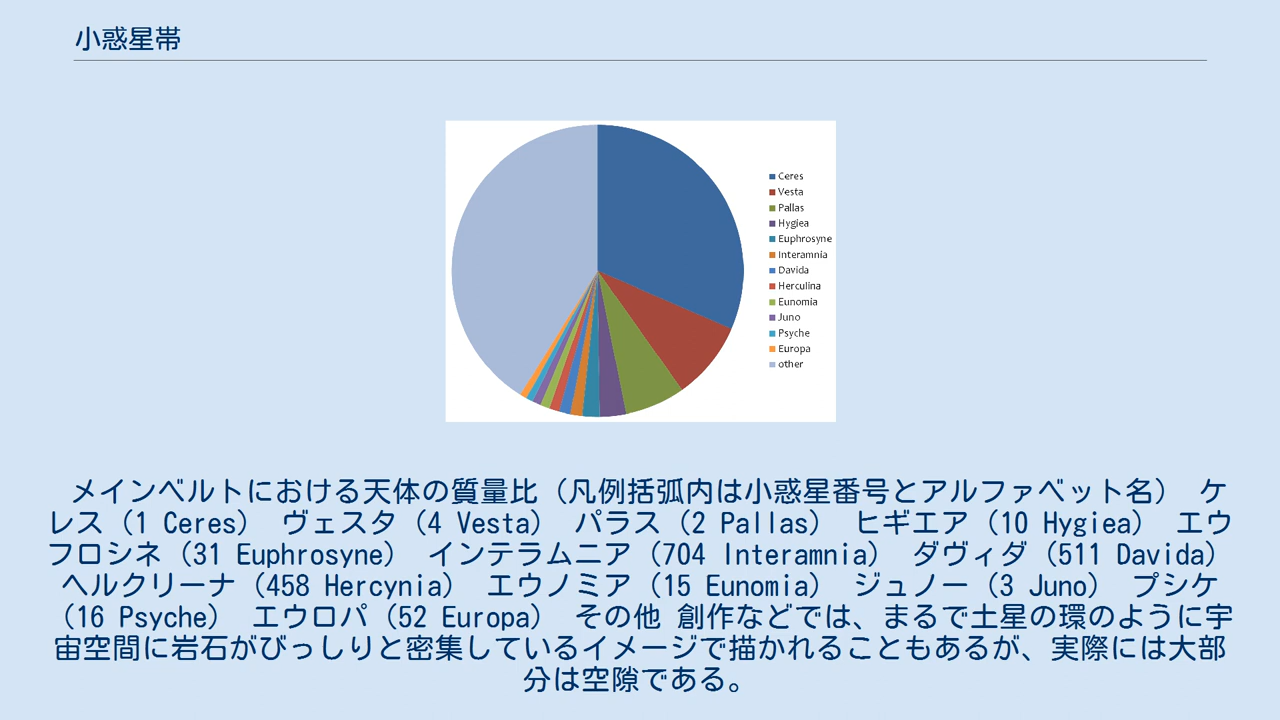 小惑星帯
Ceres
Vesta
Pallas
Hygiea
Euphrosyne
Interamnia
Davida
Herculina
Eunomia
Juno
Psyche
Europa
other
メインベルトにおける天体の質量比（凡例括弧内は小惑星番号とアルファベット名） ケ
レス（1 Ceres） ヴェスタ（4 Vesta） パラス（2 Pallas） ヒギエア（10 Hygiea） エウ
フロシネ（31 Euphrosyne） インテラムニア（704 Interamnia） ダヴィダ（511 Davida）
ヘルクリーナ（458 Hercynia） エウノミア（15 Eunomia） ジュノー（3 Juno） プシケ
（16 Psyche） エウロパ（52 Europa） その他 創作などでは、まるで土星の環のように宇
宙空間に岩石がびっしりと密集しているイメージで描かれることもあるが、実際には大部
分は空隙である。